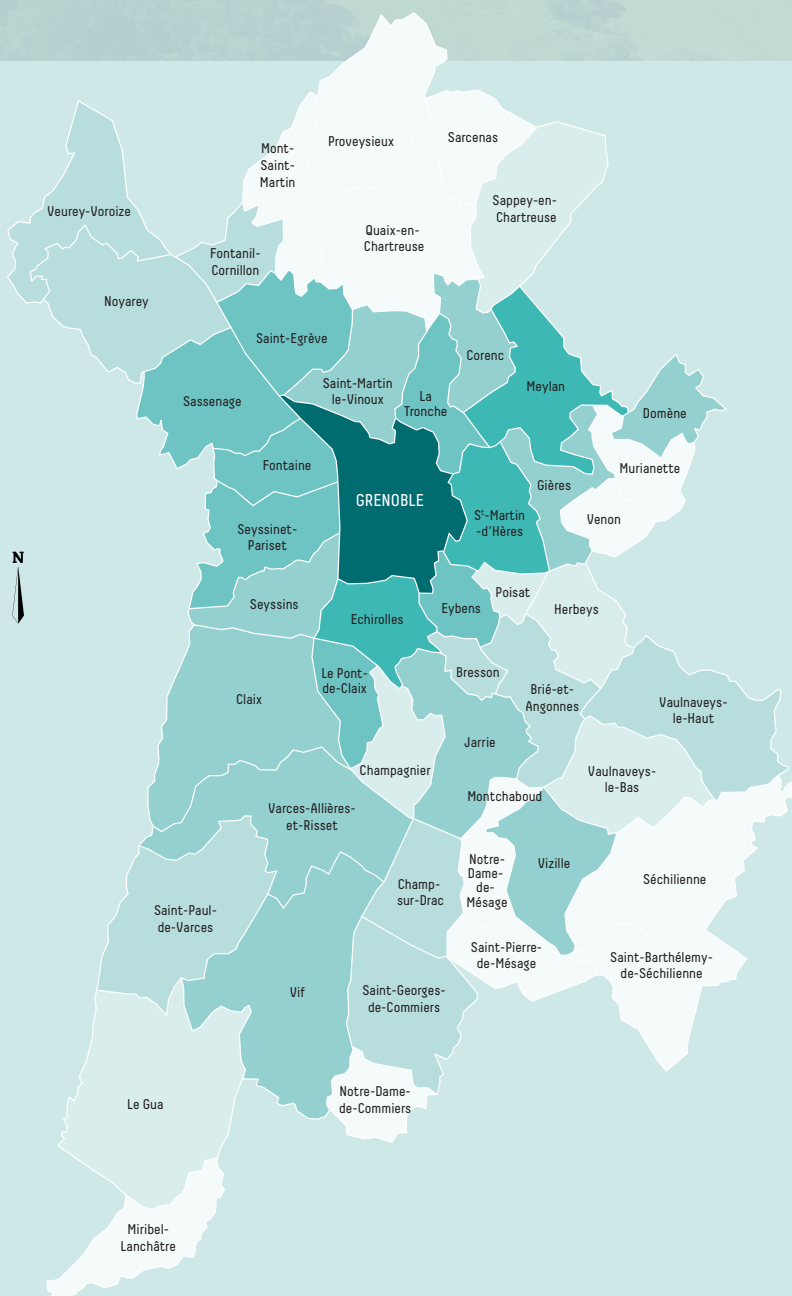 Proveysieux
Sarcenas
Mont-
Saint-
Martin
Sappey-en-
Chartreuse
Veurey-Voroize
Quaix-en-
Chartreuse
Fontanil-
Cornillon
Noyarey
Saint-Egrève
Corenc
Saint-Martin
le-Vinoux
Meylan
Sassenage
La
Tronche
Domène
Fontaine
Murianette
Gières
GRENOBLE
St-Martin
-d'Hères
Venon
Seyssinet-
Pariset
N
Poisat
Seyssins
Eybens
Herbeys
Echirolles
Le Pont-
de-Claix
Bresson
Claix
Brié-et-
Angonnes
Vaulnaveys-
le-Haut
Jarrie
Champagnier
Vaulnaveys-
le-Bas
Montchaboud
Varces-Allières-
et-Risset
Notre-
Dame-
de-
Mésage
Vizille
Séchilienne
Champ-
sur-Drac
Saint-Paul-
de-Varces
Saint-Pierre-
de-Mésage
Saint-Barthélemy-
de-Séchilienne
Vif
Saint-Georges-
de-Commiers
Notre-Dame-
de-Commiers
Le Gua
Miribel-
Lanchâtre